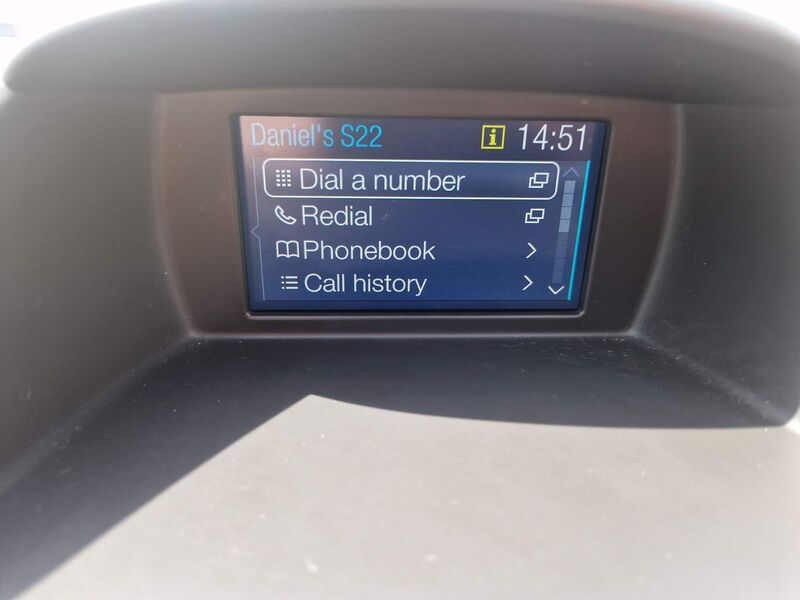 Daniel's S22 i 14:51
Dial a number
Redial
Phonebook
Call history